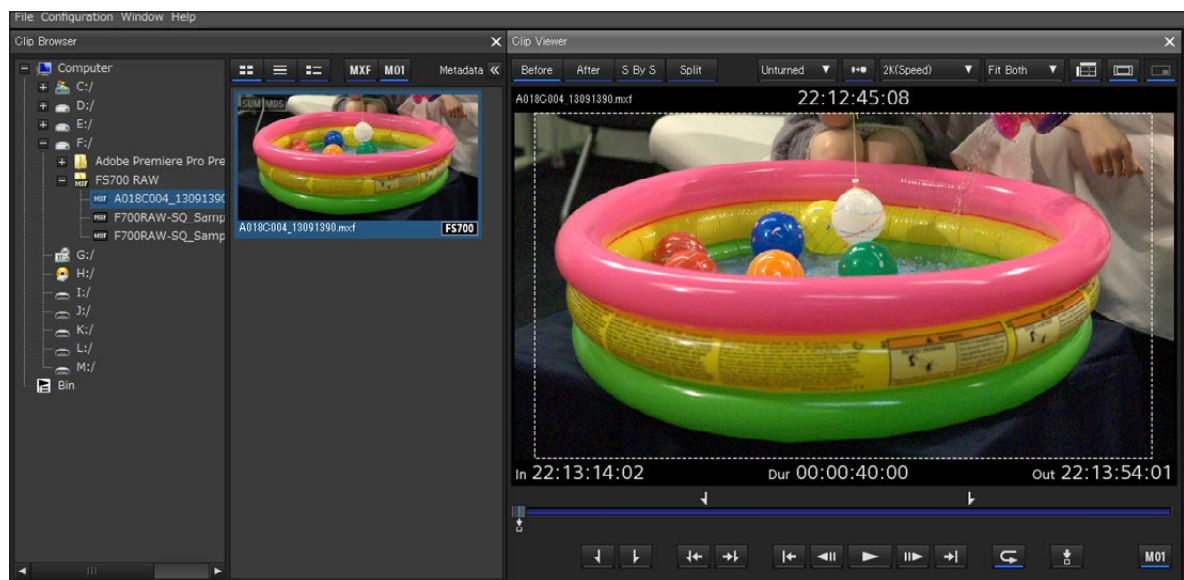 File Configuration Window Help
Clip Browser
Computer
C:/
D:/
E:/
F:/
Adobe Premiere Pro Pre
FS700 RAW
A018C004_13091390
F700RAW-SQ_Samp
F700RAW-SQ_Samp
G:/
H:/
I:/
J:/
K:/
L:/
M:/
Bin
MXF M01 Metadata
SUM MDS
A018C004_13091390.mxf FS700
Clip Viewer
Before After S By S Split Unturned 2K(Speed) Fit Both
A018C004_13091390.mxf 22:12:45:08
In 22:13:14:02 Dur 00:00:40:00 Out 22:13:54:01
M01